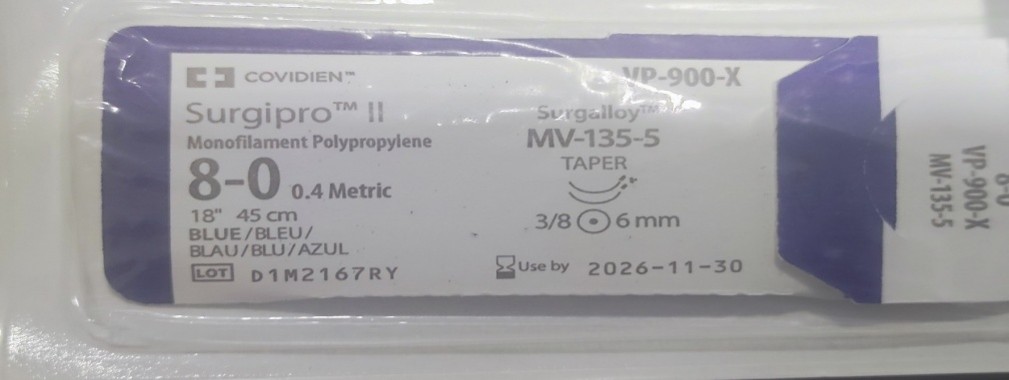 COVIDIEN™
VP-900-X
Surgipro™ II
Monofilament Polypropylene
8-0 0.4 Metric
18" 45 cm
BLUE/BLEU/
BLAU/BLU/AZUL
LOT D1M2167RY
Surgalloy™
MV-135-5
TAPER
3/8 6 mm
Use by 2026-11-30
8-0
VP-900-X
MV-135-5